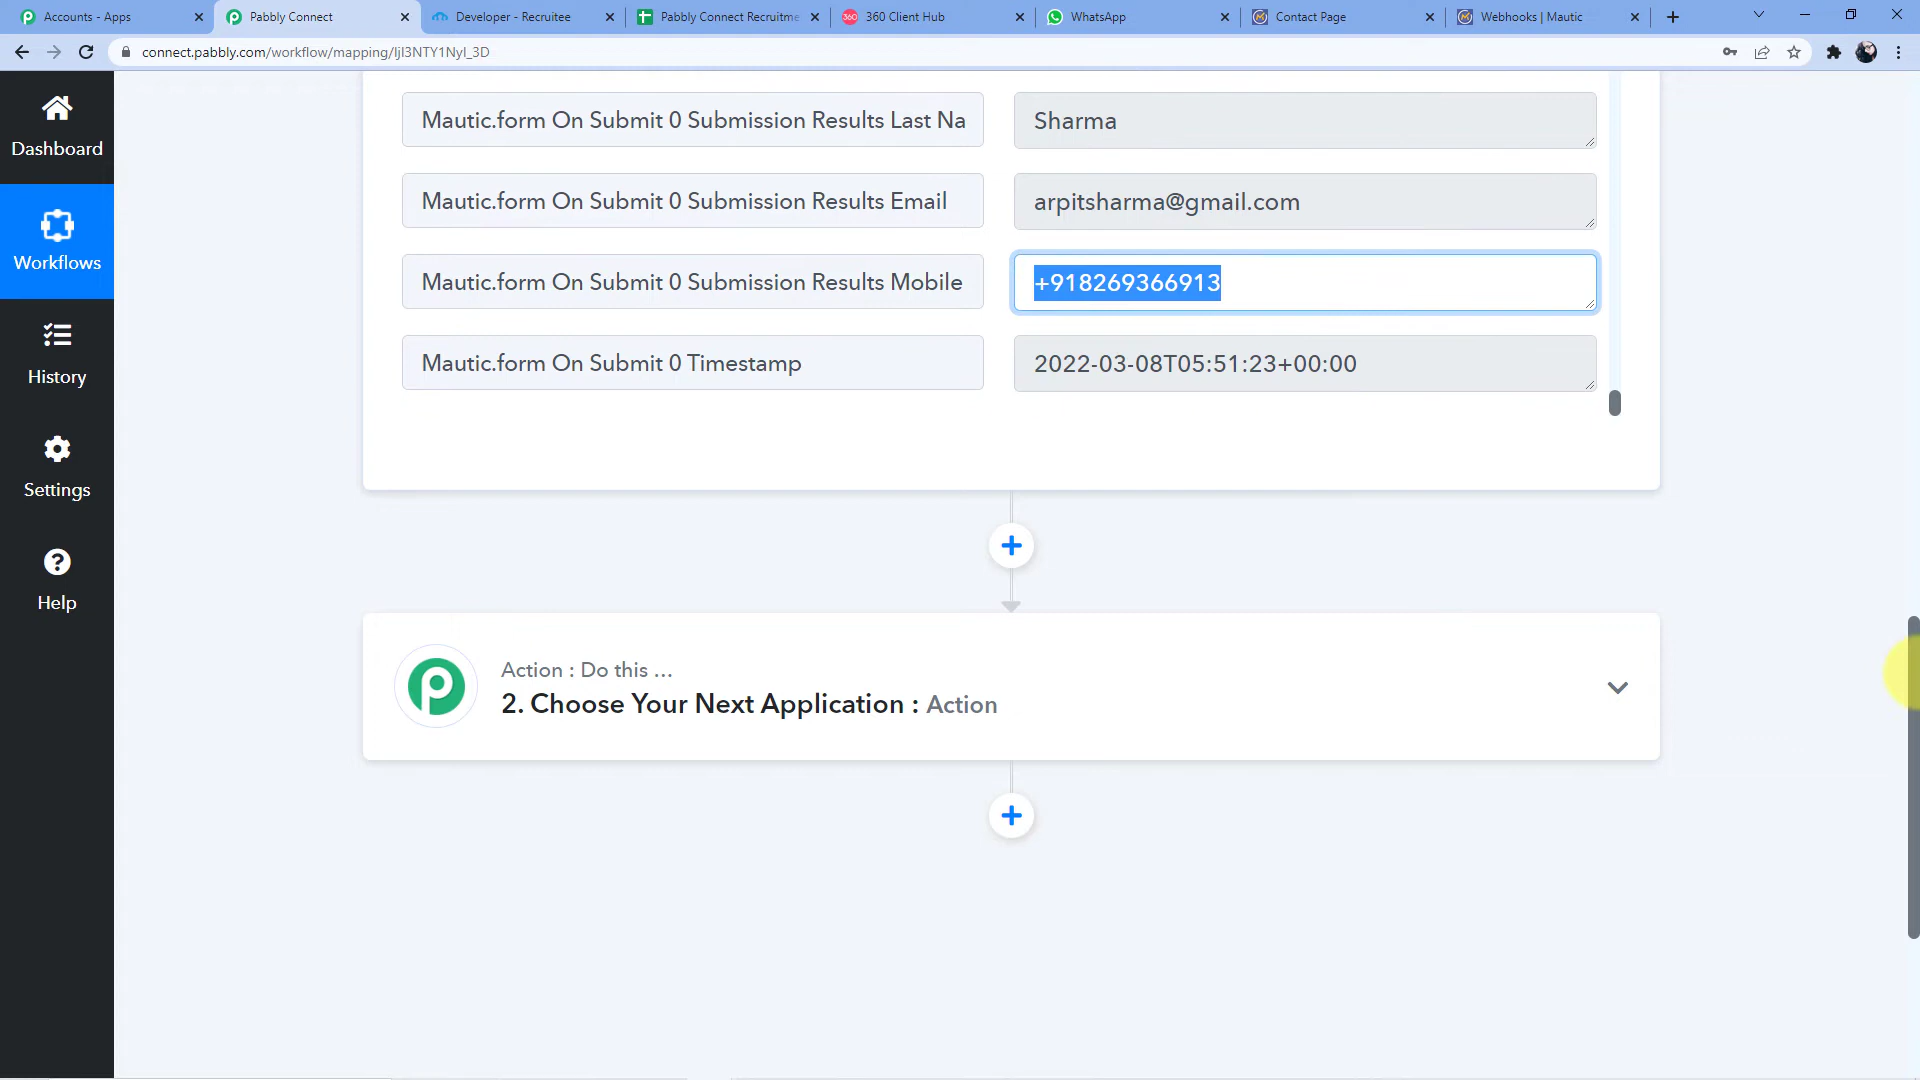 Accounts - Apps
Pabbly Connect
Developer - Recruitee
Pabbly Connect Recruitme
360 Client Hub
WhatsApp
Contact Page
Webhooks | Mautic
connect.pabbly.com/workflow/mapping/IjI3NTY1NyI_3D
Dashboard
Workflows
History
Settings
Help
Mautic.form On Submit 0 Submission Results Last Na
Sharma
Mautic.form On Submit 0 Submission Results Email
arpitsharma@gmail.com
Mautic.form On Submit 0 Submission Results Mobile
+918269366913
Mautic.form On Submit 0 Timestamp
2022-03-08T05:51:23+00:00
Action : Do this ...
2. Choose Your Next Application : Action